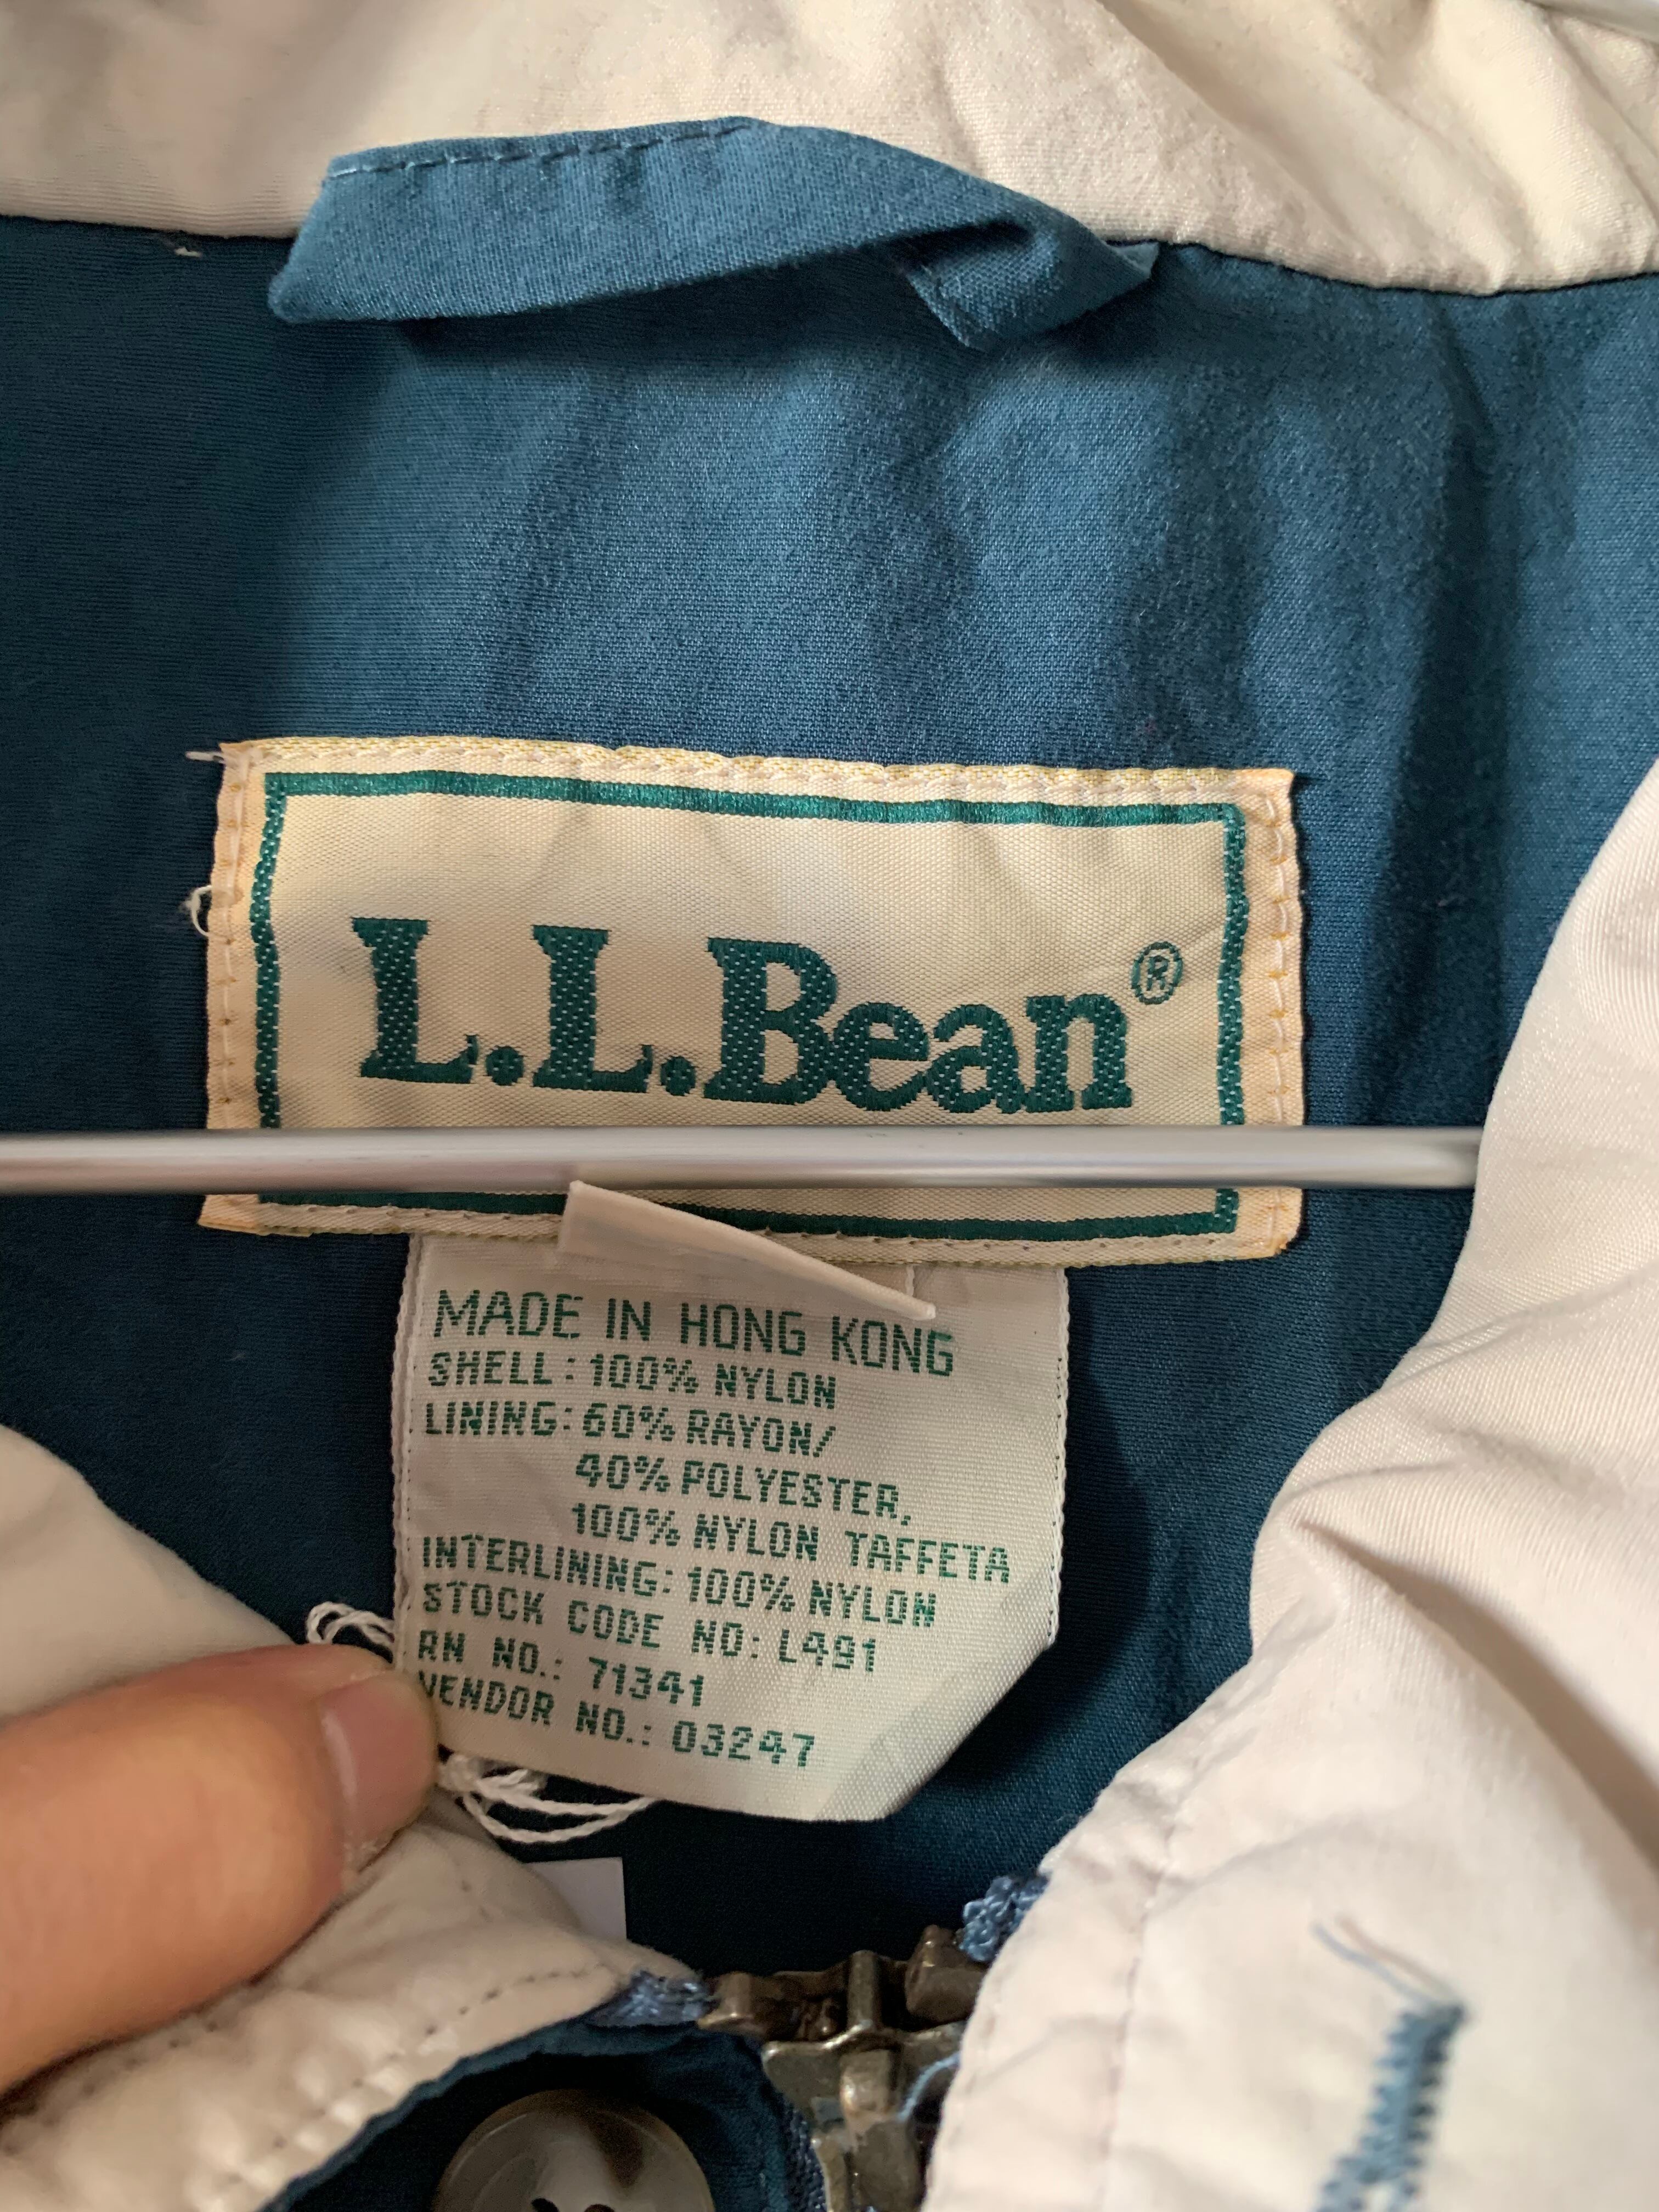 L.L.Bean®
MADE IN HONG KONG
SHELL: 100% NYLON
LINING: 60% RAYON/
40% POLYESTER,
100% NYLON TAFFETA
INTERLINING: 100% NYLON
STOCK CODE NO: L491
RN NO.: 71341
VENDOR NO.: 03247